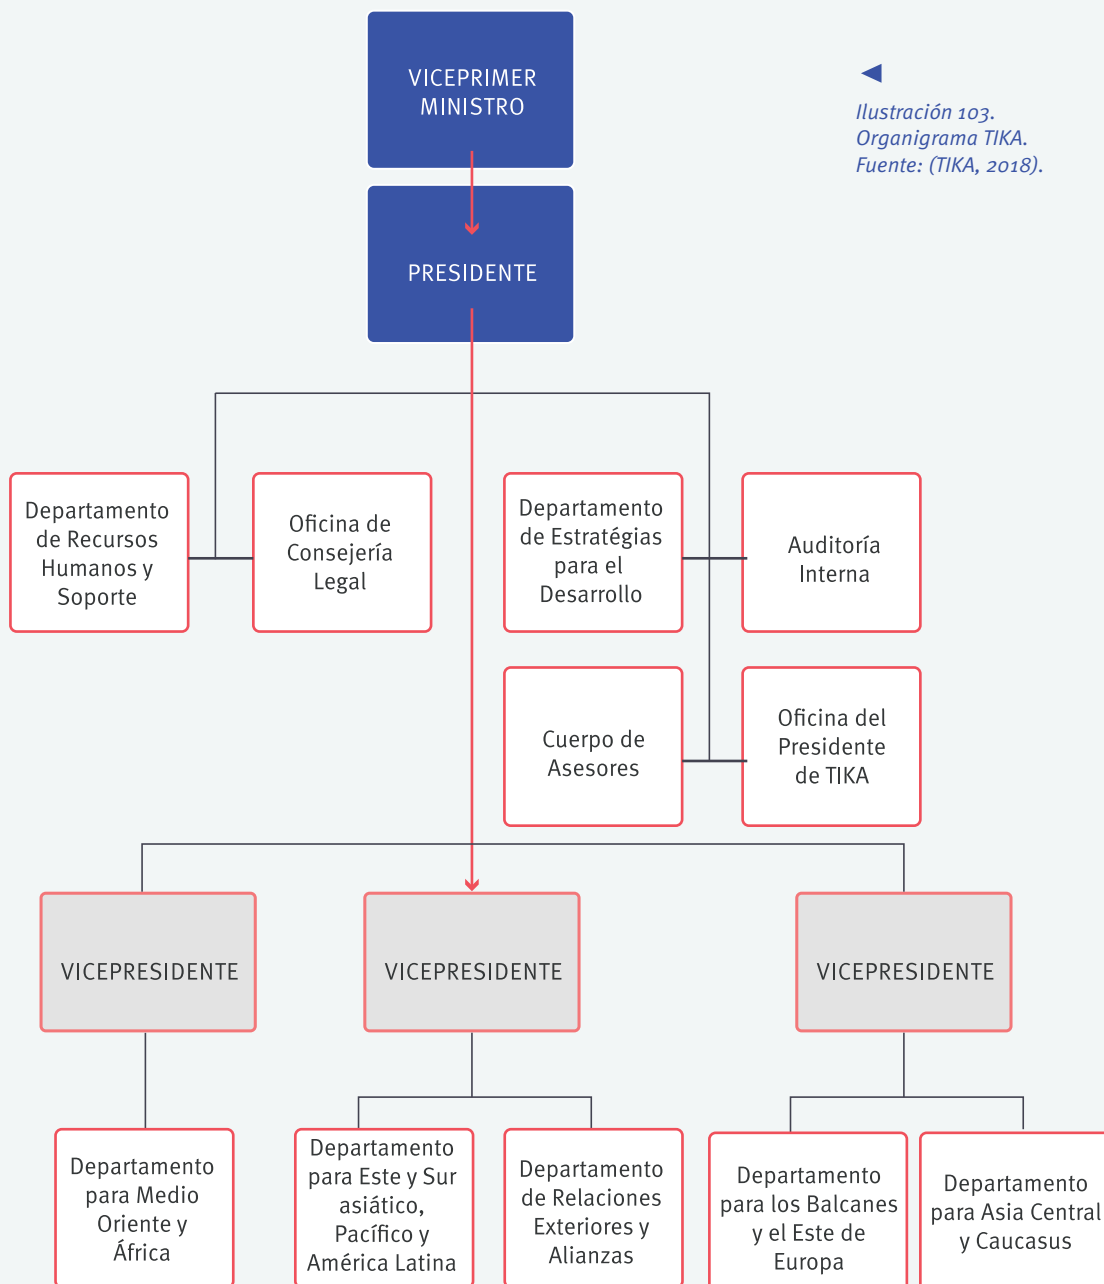 VICEPRIMER
MINISTRO
Ilustración 103.
Organigrama TIKA.
Fuente: (TIKA, 2018).
PRESIDENTE
Departamento
de Recursos
Humanos y
Soporte
Oficina de
Consejería
Legal
Departamento
de Estratégias
para el
Desarrollo
Auditoría
Interna
Cuerpo de
Asesores
Oficina del
Presidente
de TIKA
VICEPRESIDENTE
VICEPRESIDENTE
VICEPRESIDENTE
Departamento
para Medio
Oriente y
África
Departamento
para Este y Sur
asiático,
Pacífico y
América Latina
Departamento
de Relaciones
Exteriores y
Alianzas
Departamento
para los Balcanes
y el Este de
Europa
Departamento
para Asia Central
y Caucasus